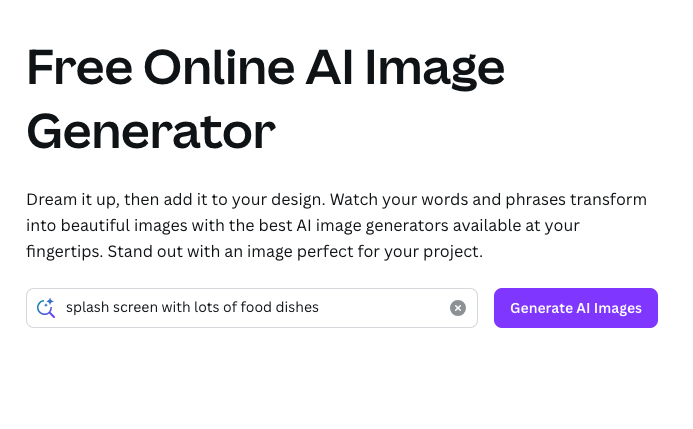 Free Online AI Image
Generator
Dream it up, then add it to your design. Watch your words and phrases transform
into beautiful images with the best AI image generators available at your
fingertips. Stand out with an image perfect for your project.
splash screen with lots of food dishes
Generate AI Images